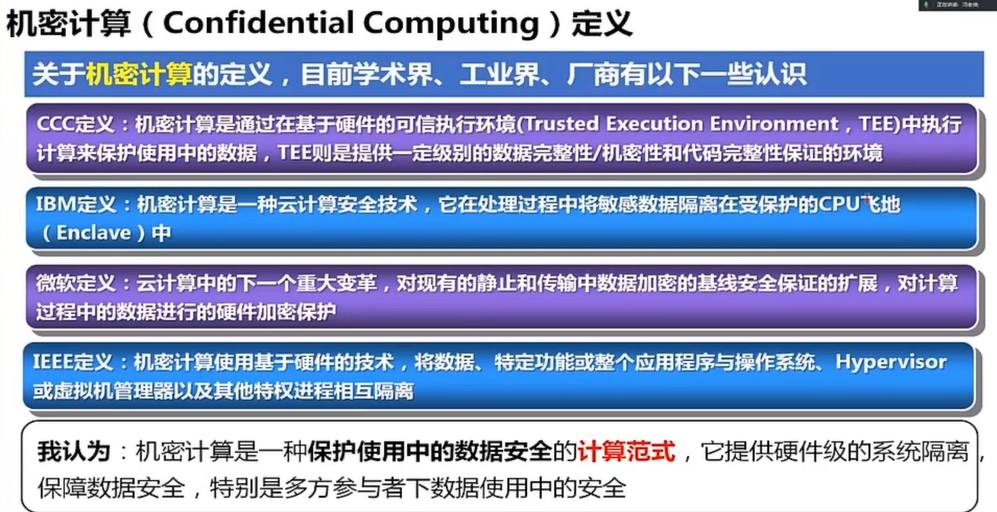 机密计算（Confidential Computing）定义
关于机密计算的定义，目前学术界、工业界、厂商有以下一些认识
CCC定义：机密计算是通过在基于硬件的可信执行环境(Trusted Execution Environment，TEE)中执行
计算来保护使用中的数据，TEE则是提供一定级别的数据完整性/机密性和代码完整性保证的环境
IBM定义：机密计算是一种云计算安全技术，它在处理过程中将敏感数据隔离在受保护的CPU飞地
（Enclave）中
微软定义：云计算中的下一个重大变革，对现有的静止和传输中数据加密的基线安全保证的扩展，对计算
过程中的数据进行的硬件加密保护
IEEE定义：机密计算使用基于硬件的技术，将数据、特定功能或整个应用程序与操作系统、Hypervisor
或虚拟机管理器以及其他特权进程相互隔离
我认为：机密计算是一种保护使用中的数据安全的计算范式，它提供硬件级的系统隔离，
保障数据安全，特别是多方参与者下数据使用中的安全